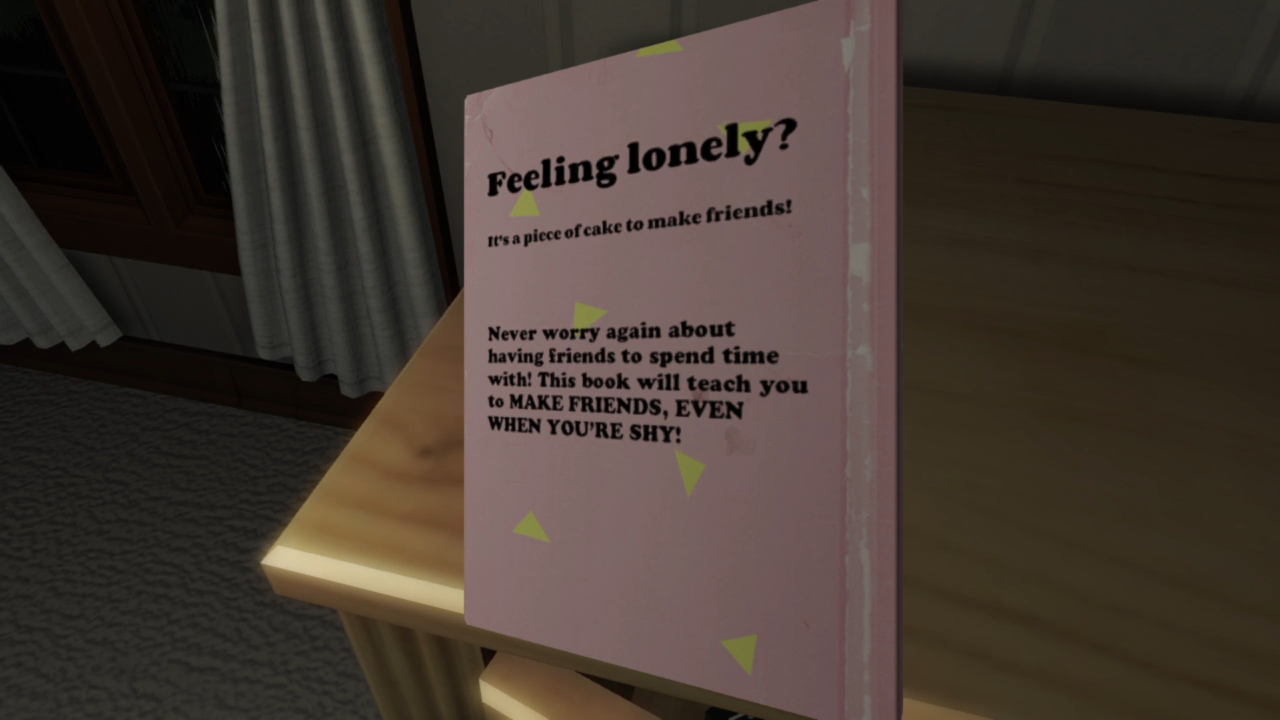 Feeling lonely?
It's a piece of cake to make friends!
Never worry again about
having friends to spend time
with! This book will teach you
to MAKE FRIENDS, EVEN
WHEN YOU'RE SHY!